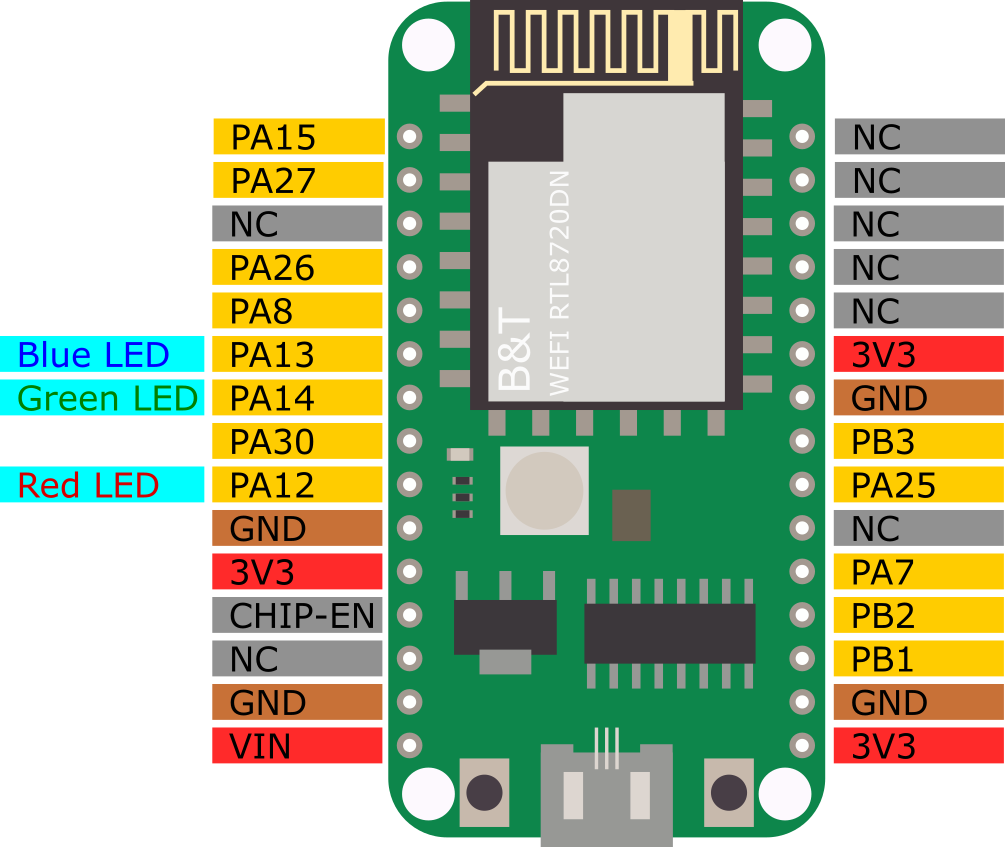 PA15
PA27
NC
PA26
PA8
Blue LED PA13
Green LED PA14
PA30
Red LED PA12
GND
3V3
CHIP-EN
NC
GND
VIN
B&T
WEFI RTL8720DN
NC
NC
NC
NC
NC
3V3
GND
PB3
PA25
NC
PA7
PB2
PB1
GND
3V3